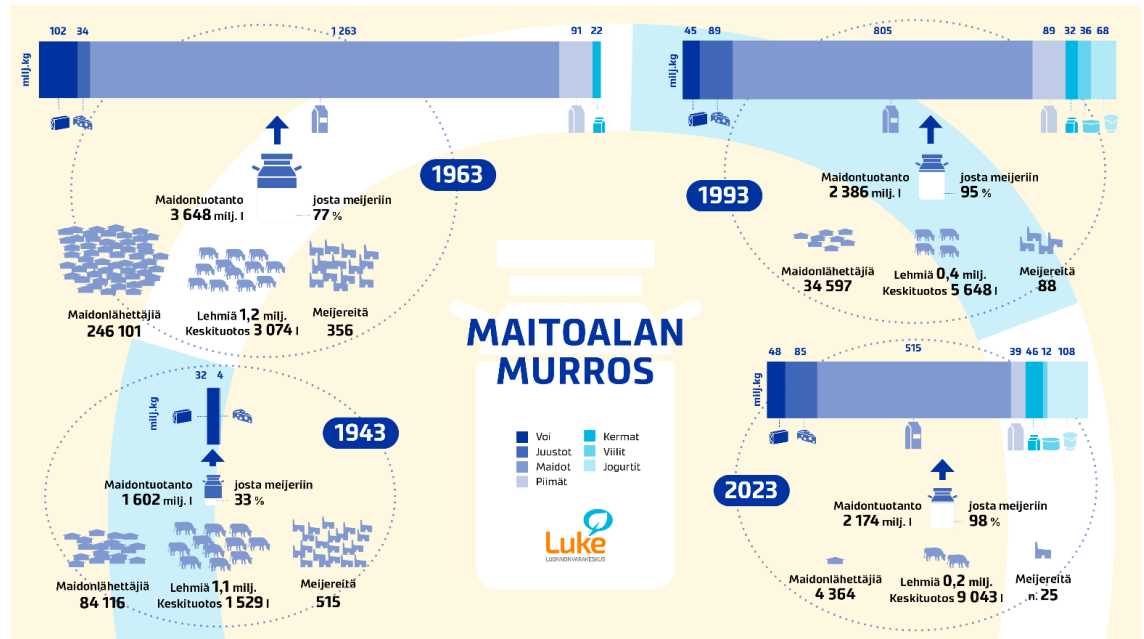 102 34 1 263 91 22
milj.kg
1963
Maidontuotanto
3 648 milj. l
josta meijeriin
77 %
Maidonlähettäjiä
246 101
Lehmiä 1,2 milj.
Keskituotos 3 074 l
Meijereitä
356
45 89 805 89 32 36 68
milj.kg
1993
Maidontuotanto
2 386 milj. l
josta meijeriin
95 %
Maidonlähettäjiä
34 597
Lehmiä 0,4 milj.
Keskituotos 5 648 l
Meijereitä
88
MAITOALAN
MURROS
Voi
Juustot
Maidot
Piimät
Kermat
Viilit
Jogurtit
Luke
LUONNONVARAKESKUS
32 4
milj.kg
1943
Maidontuotanto
1 602 milj. l
josta meijeriin
33 %
Maidonlähettäjiä
84 116
Lehmiä 1,1 milj.
Keskituotos 1 529 l
Meijereitä
515
48 85 515 39 46 12 108
milj.kg
2023
Maidontuotanto
2 174 milj. l
josta meijeriin
98 %
Maidonlähettäjiä
4 364
Lehmiä 0,2 milj.
Keskituotos 9 043 l
Meijereitä
n. 25